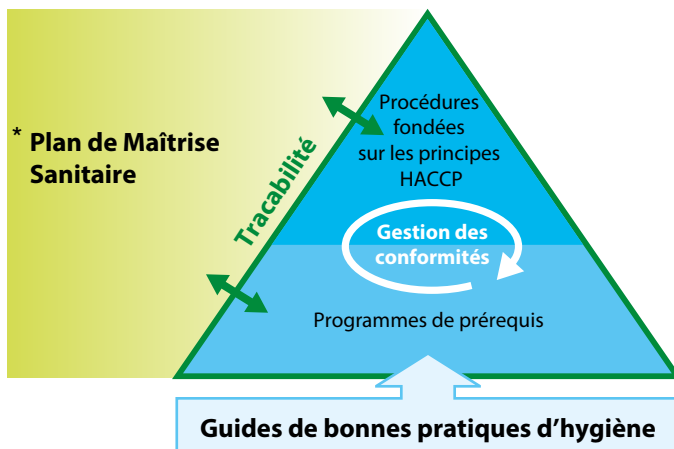 * Plan de Maîtrise
Sanitaire
Tracabilité
Procédures
fondées
sur les principes
HACCP
Gestion des
conformités
Programmes de prérequis
Guides de bonnes pratiques d’hygiène